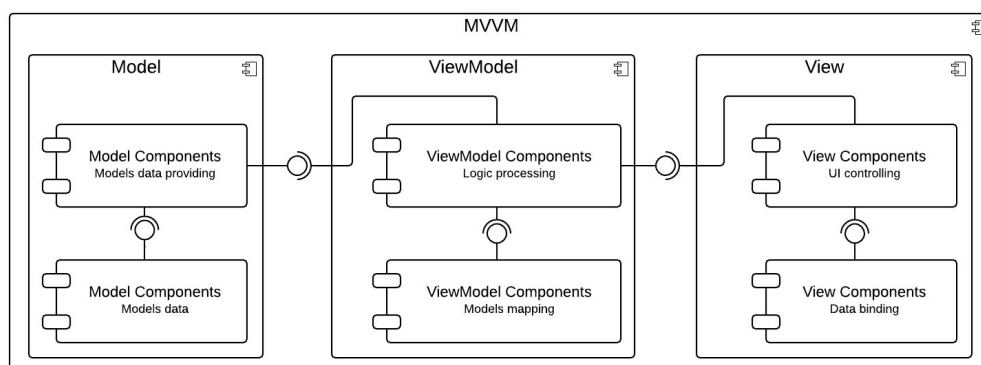 MVVM
Model
ViewModel
View
Model Components
Models data providing
ViewModel Components
Logic processing
View Components
UI controlling
Model Components
Models data
ViewModel Components
Models mapping
View Components
Data binding